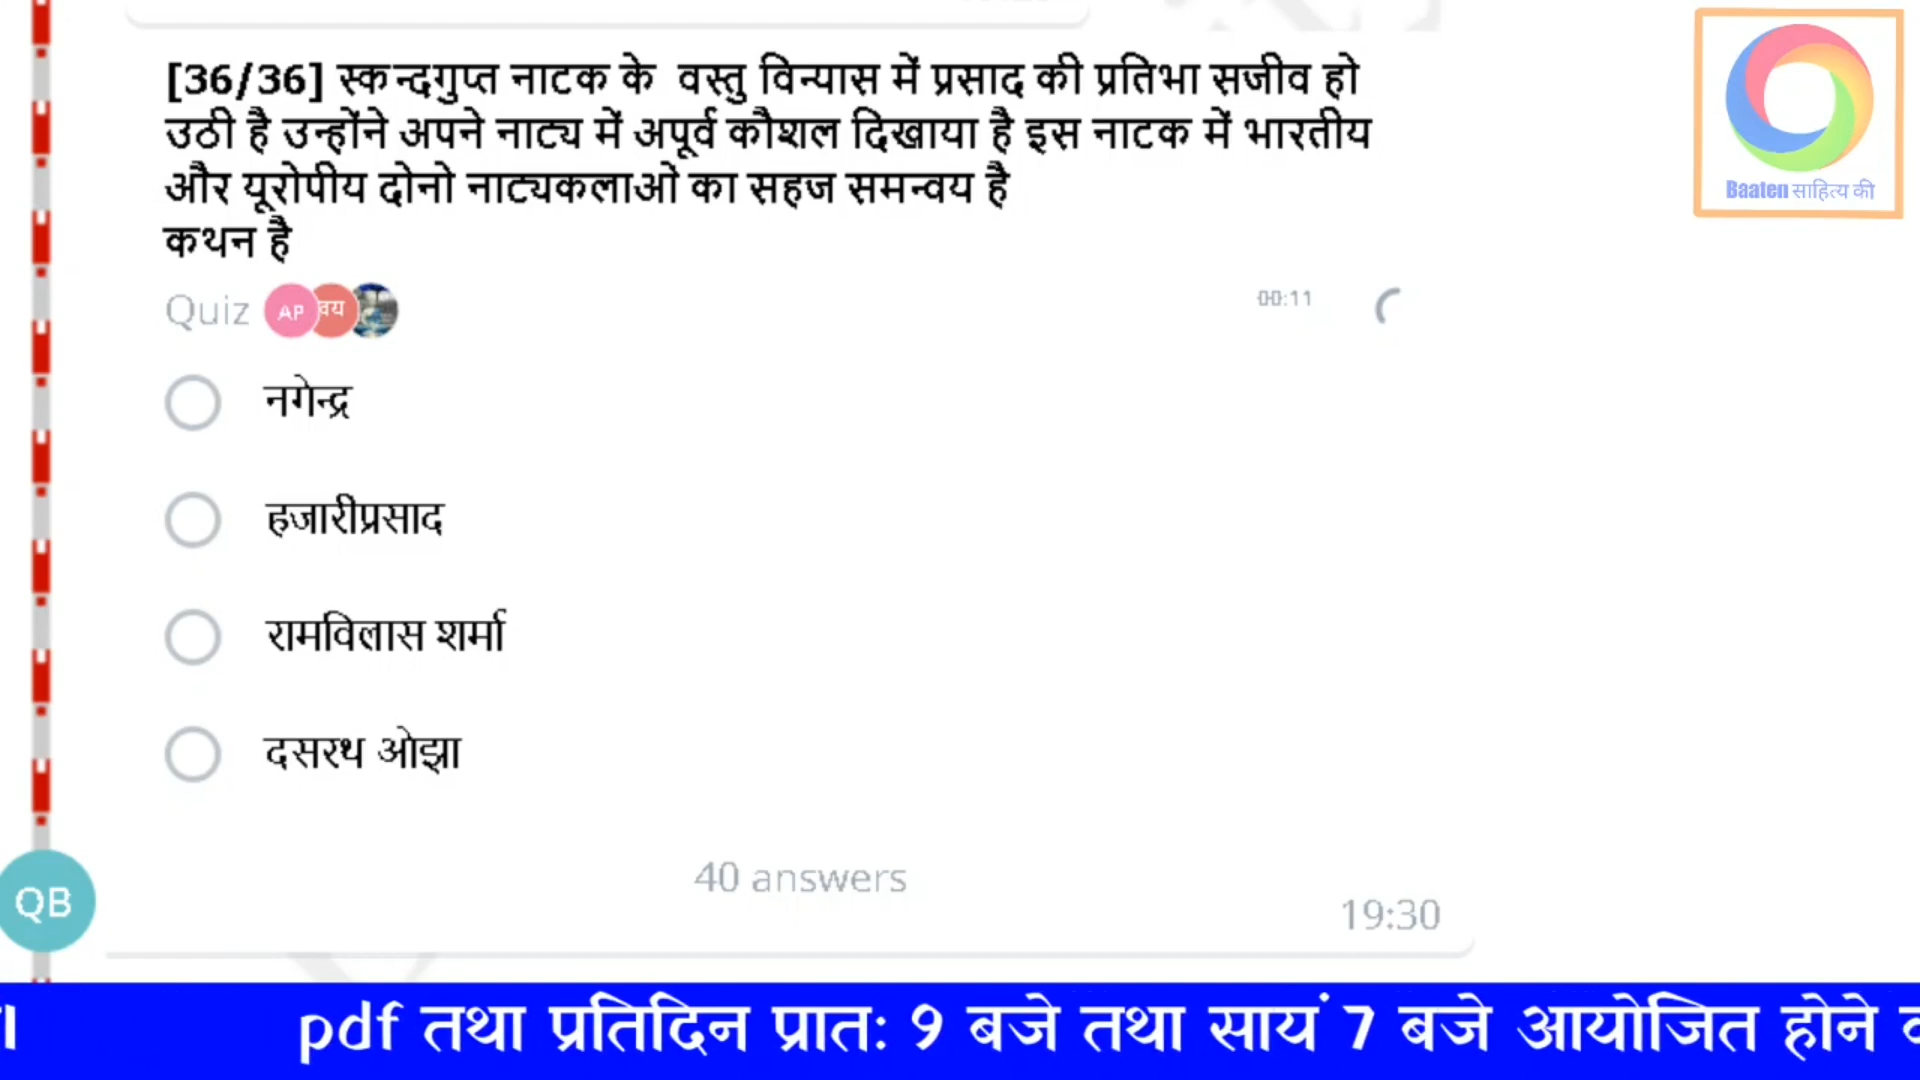 [36/36] स्कन्दगुप्त नाटक के वस्तु विन्यास में प्रसाद की प्रतिभा सजीव हो
उठी है उन्होंने अपने नाट्य में अपूर्व कौशल दिखाया है इस नाटक में भारतीय
और यूरोपीय दोनो नाट्यकलाओं का सहज समन्वय है
कथन है
Quiz AP वय
00:11
नगेन्द्र
हजारीप्रसाद
रामविलास शर्मा
दसरथ ओझा
40 answers
19:30
QB
Baaten साहित्य की
pdf तथा प्रतिदिन प्रात: 9 बजे तथा सायं 7 बजे आयोजित होने